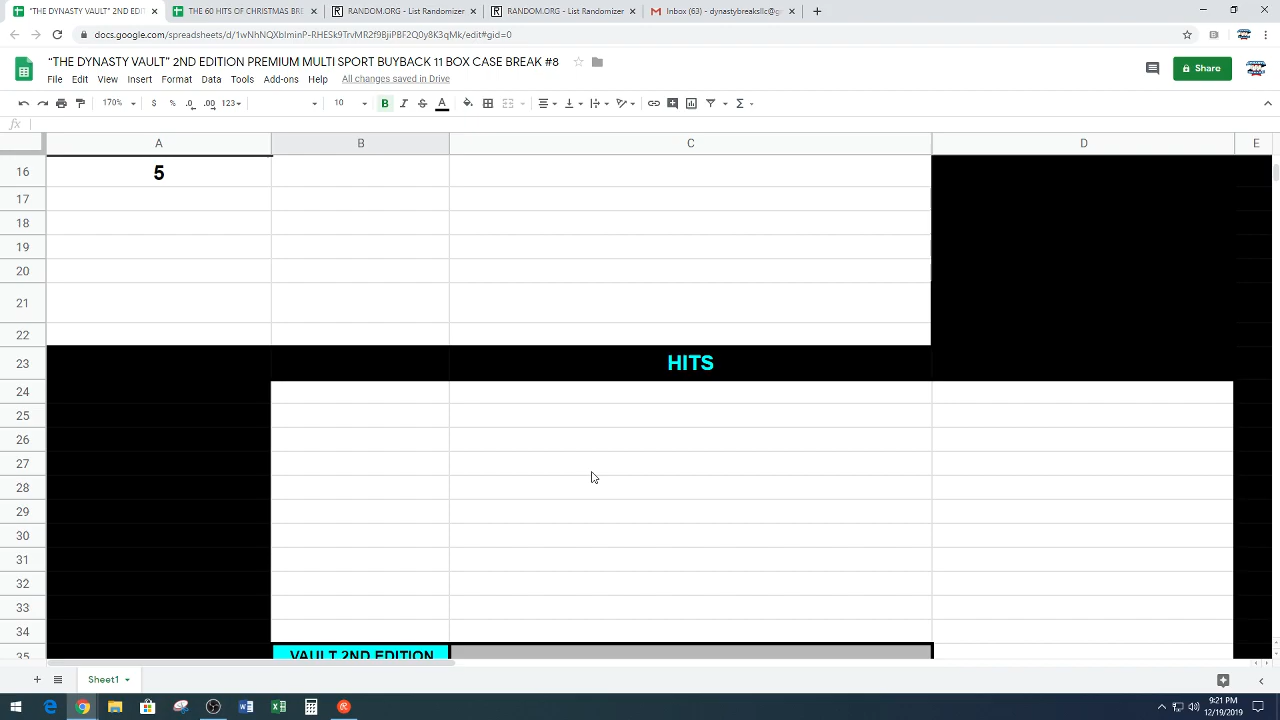 "THE DYNASTY VAULT" 2ND EDIT
THE 60 HITS OF CHRISTMAS BRE
RANDOM.ORG - List Randomizer
RANDOM.ORG - List Randomizer
Inbox (63) - dynastybreaksllc@g
docs.google.com/spreadsheets/d/1wNhNQXbIminP-RHESk9TrvMR2f9BjiPBF2Q0y8K3qMk/edit#gid=0
“THE DYNASTY VAULT” 2ND EDITION PREMIUM MULTI SPORT BUYBACK 11 BOX CASE BREAK #8
File Edit View Insert Format Data Tools Add-ons Help All changes saved in Drive
Share
170% $ % .0 .00 123 10 B I S A
fx
A B C D E
16 5
17
18
19
20
21
22
23 HITS
24
25
26
27
28
29
30
31
32
33
34
35 VAULT 2ND EDITION
Sheet1
9:21 PM
12/19/2019